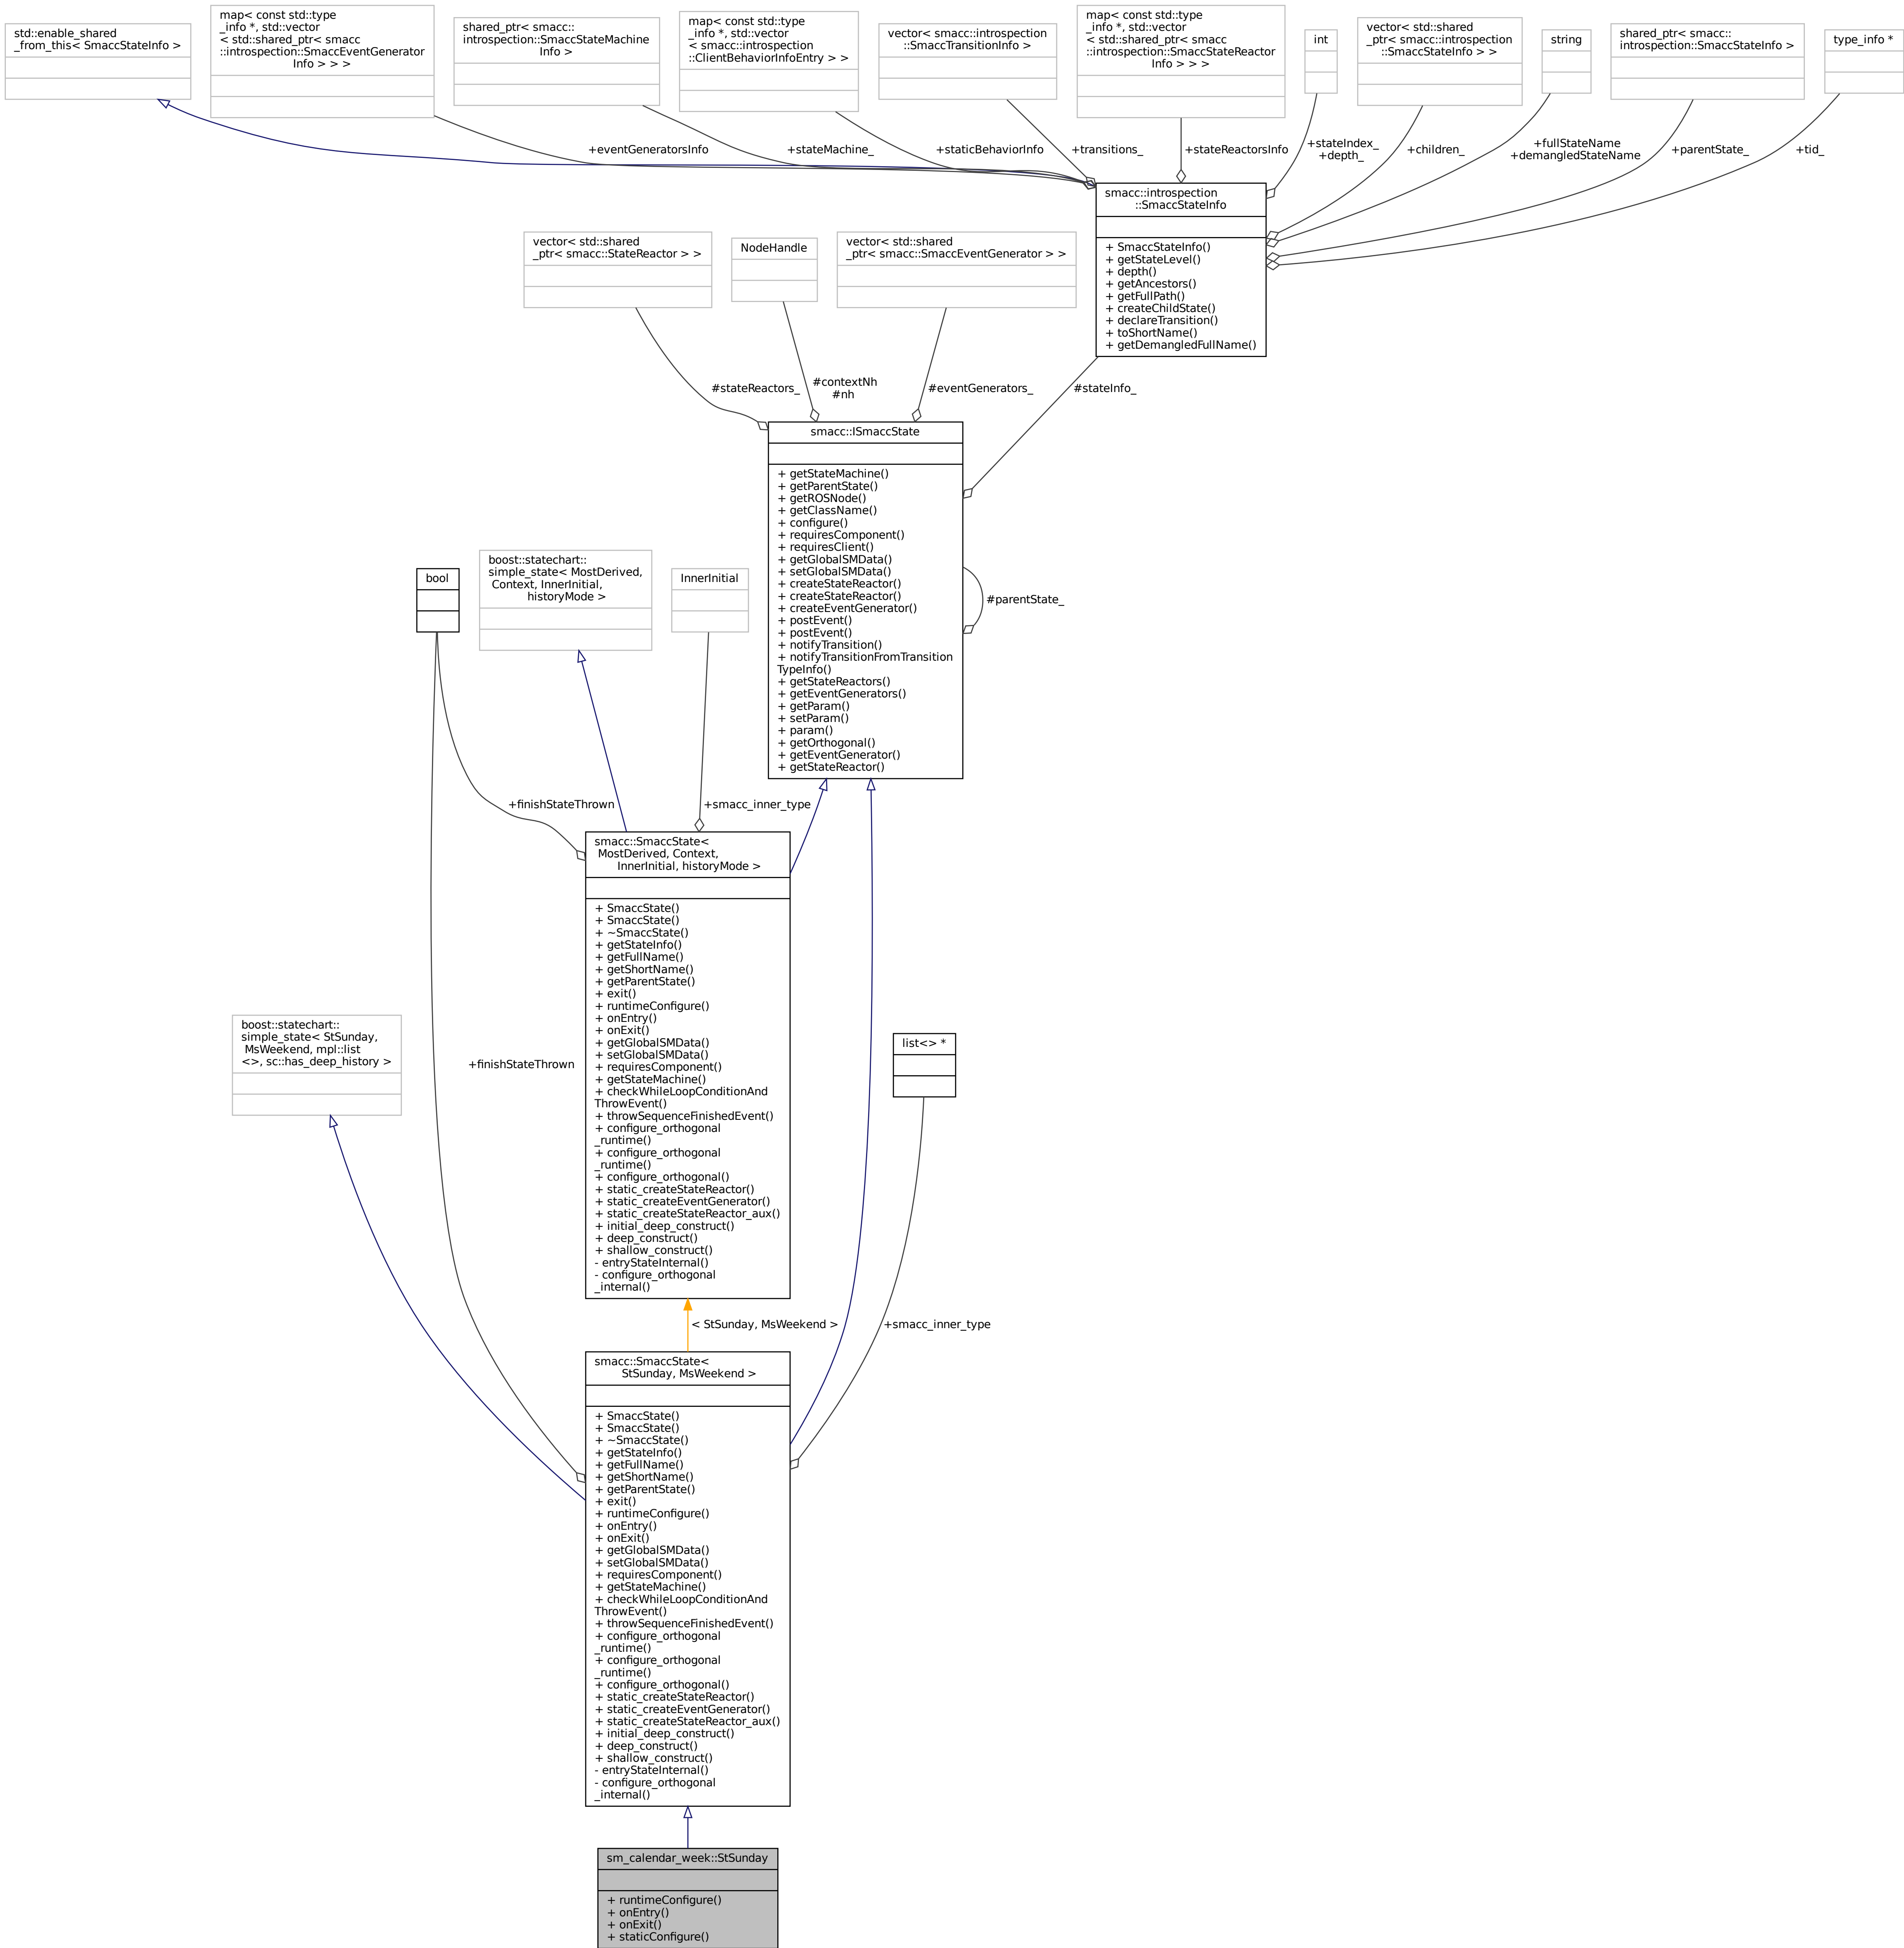 std::enable_shared
_from_this< SmaccStateInfo >
map< const std::type
_info *, std::vector
< std::shared_ptr< smacc
::introspection::SmaccEventGenerator
Info > > >
shared_ptr< smacc::
introspection::SmaccStateMachine
Info >
map< const std::type
_info *, std::vector
< smacc::introspection
::ClientBehaviorInfoEntry > >
vector< smacc::introspection
::SmaccTransitionInfo >
map< const std::type
_info *, std::vector
< std::shared_ptr< smacc
::introspection::SmaccStateReactor
Info > > >
int
vector< std::shared
_ptr< smacc::introspection
::SmaccStateInfo > >
string
shared_ptr< smacc::
introspection::SmaccStateInfo >
type_info *
+eventGeneratorsInfo
+stateMachine_
+staticBehaviorInfo
+transitions_
+stateReactorsInfo
+stateIndex_
+depth_
+children_
+fullStateName
+demangledStateName
+parentState_
+tid_
smacc::introspection
::SmaccStateInfo
+ SmaccStateInfo()
+ getStateLevel()
+ depth()
+ getAncestors()
+ getFullPath()
+ createChildState()
+ declareTransition()
+ toShortName()
+ getDemangledFullName()
vector< std::shared
_ptr< smacc::StateReactor > >
NodeHandle
vector< std::shared
_ptr< smacc::SmaccEventGenerator > >
#stateReactors_
#contextNh
#nh
#eventGenerators_
#stateInfo_
smacc::ISmaccState
+ getStateMachine()
+ getParentState()
+ getROSNode()
+ getClassName()
+ configure()
+ requiresComponent()
+ requiresClient()
+ getGlobalSMData()
+ setGlobalSMData()
+ createStateReactor()
+ createStateReactor()
+ createEventGenerator()
+ postEvent()
+ postEvent()
+ notifyTransition()
+ notifyTransitionFromTransition
TypeInfo()
+ getStateReactors()
+ getEventGenerators()
+ getParam()
+ setParam()
+ param()
+ getOrthogonal()
+ getEventGenerator()
+ getStateReactor()
#parentState_
bool
boost::statechart::
simple_state< MostDerived,
Context, InnerInitial,
historyMode >
InnerInitial
+finishStateThrown
+smacc_inner_type
smacc::SmaccState<
MostDerived, Context,
InnerInitial, historyMode >
+ SmaccState()
+ SmaccState()
+ ~SmaccState()
+ getStateInfo()
+ getFullName()
+ getShortName()
+ getParentState()
+ exit()
+ runtimeConfigure()
+ onEntry()
+ onExit()
+ getGlobalSMData()
+ setGlobalSMData()
+ requiresComponent()
+ getStateMachine()
+ checkWhileLoopConditionAnd
ThrowEvent()
+ throwSequenceFinishedEvent()
+ configure_orthogonal
_runtime()
+ configure_orthogonal
_runtime()
+ configure_orthogonal()
+ static_createStateReactor()
+ static_createEventGenerator()
+ static_createStateReactor_aux()
+ initial_deep_construct()
+ deep_construct()
+ shallow_construct()
- entryStateInternal()
- configure_orthogonal
_internal()
boost::statechart::
simple_state< StSunday,
MsWeekend, mpl::list
<>, sc::has_deep_history >
+finishStateThrown
list<> *
< StSunday, MsWeekend >
+smacc_inner_type
smacc::SmaccState<
StSunday, MsWeekend >
+ SmaccState()
+ SmaccState()
+ ~SmaccState()
+ getStateInfo()
+ getFullName()
+ getShortName()
+ getParentState()
+ exit()
+ runtimeConfigure()
+ onEntry()
+ onExit()
+ getGlobalSMData()
+ setGlobalSMData()
+ requiresComponent()
+ getStateMachine()
+ checkWhileLoopConditionAnd
ThrowEvent()
+ throwSequenceFinishedEvent()
+ configure_orthogonal
_runtime()
+ configure_orthogonal
_runtime()
+ configure_orthogonal()
+ static_createStateReactor()
+ static_createEventGenerator()
+ static_createStateReactor_aux()
+ initial_deep_construct()
+ deep_construct()
+ shallow_construct()
- entryStateInternal()
- configure_orthogonal
_internal()
sm_calendar_week::StSunday
+ runtimeConfigure()
+ onEntry()
+ onExit()
+ staticConfigure()